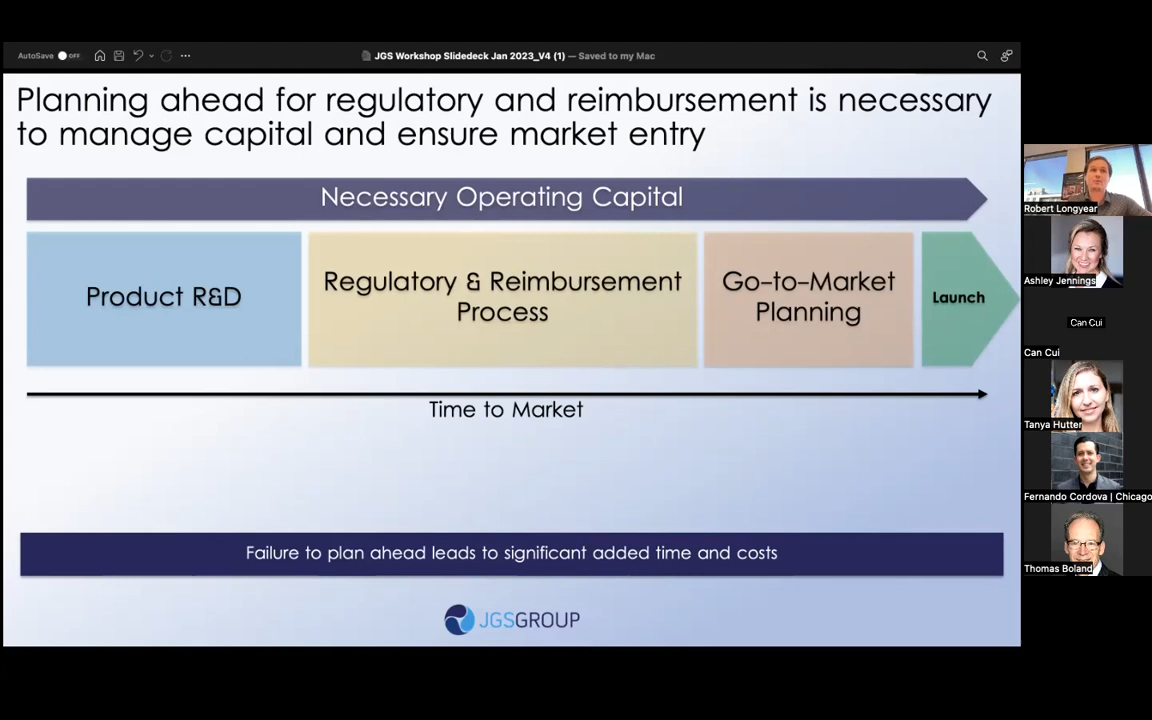 AutoSave OFF
JGS Workshop Slidedeck Jan 2023_V4 (1) — Saved to my Mac
Planning ahead for regulatory and reimbursement is necessary
to manage capital and ensure market entry
Necessary Operating Capital
Product R&D
Regulatory & Reimbursement
Process
Go-to-Market
Planning
Launch
Time to Market
Failure to plan ahead leads to significant added time and costs
JGSGROUP
Robert Longyear
Ashley Jennings
Can Cui
Can Cui
Tanya Hutter
Fernando Cordova | Chicago
Thomas Boland